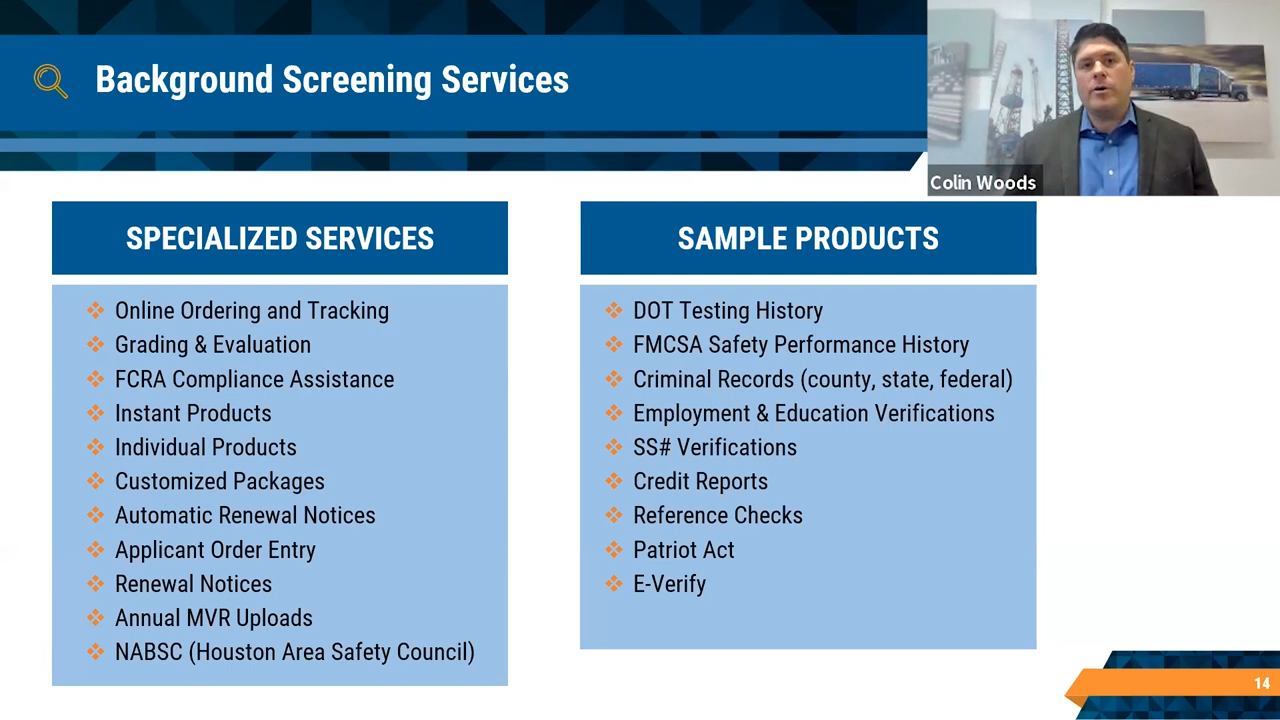 Background Screening Services
Colin Woods
SPECIALIZED SERVICES
Online Ordering and Tracking
Grading & Evaluation
FCRA Compliance Assistance
Instant Products
Individual Products
Customized Packages
Automatic Renewal Notices
Applicant Order Entry
Renewal Notices
Annual MVR Uploads
NABSC (Houston Area Safety Council)
SAMPLE PRODUCTS
DOT Testing History
FMCSA Safety Performance History
Criminal Records (county, state, federal)
Employment & Education Verifications
SS# Verifications
Credit Reports
Reference Checks
Patriot Act
E-Verify
14